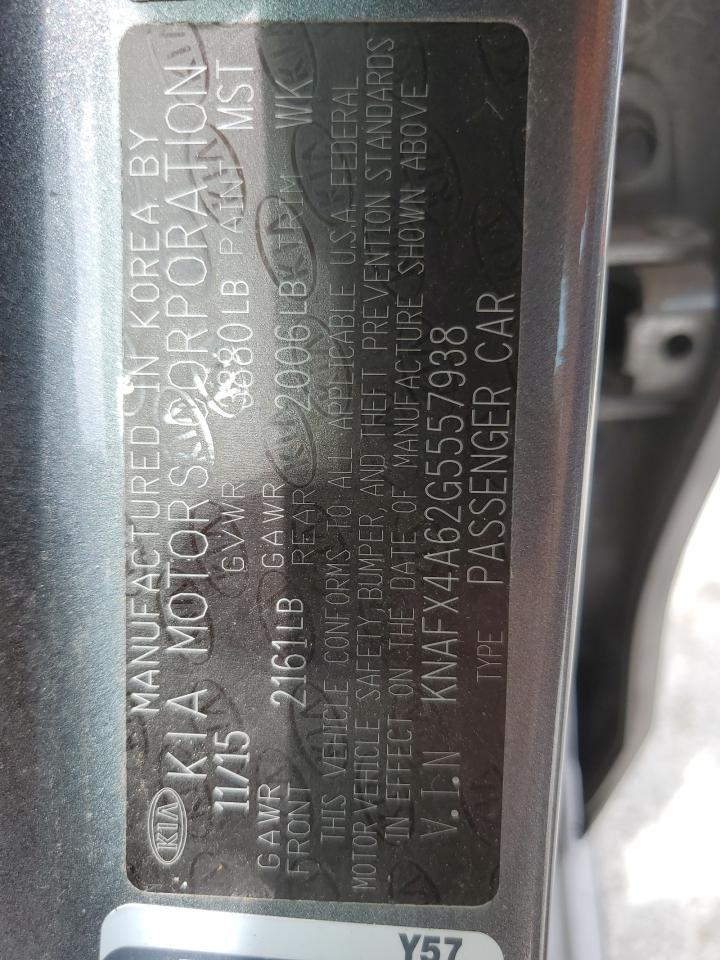 MANUFACTURED IN KOREA BY
KIA KIA MOTORS CORPORATION
11/15 GVWR 3880LB PAINT MST
GAWR FRONT 2161LB GAWR REAR 2006LB TRIM WK
THIS VEHICLE CONFORMS TO ALL APPLICABLE U.S.A. FEDERAL
MOTOR VEHICLE SAFETY, BUMPER, AND THEFT PREVENTION STANDARDS
IN EFFECT ON THE DATE OF MANUFACTURE SHOWN ABOVE
V.I.N KNAFX4A62G5557938
TYPE PASSENGER CAR
Y57